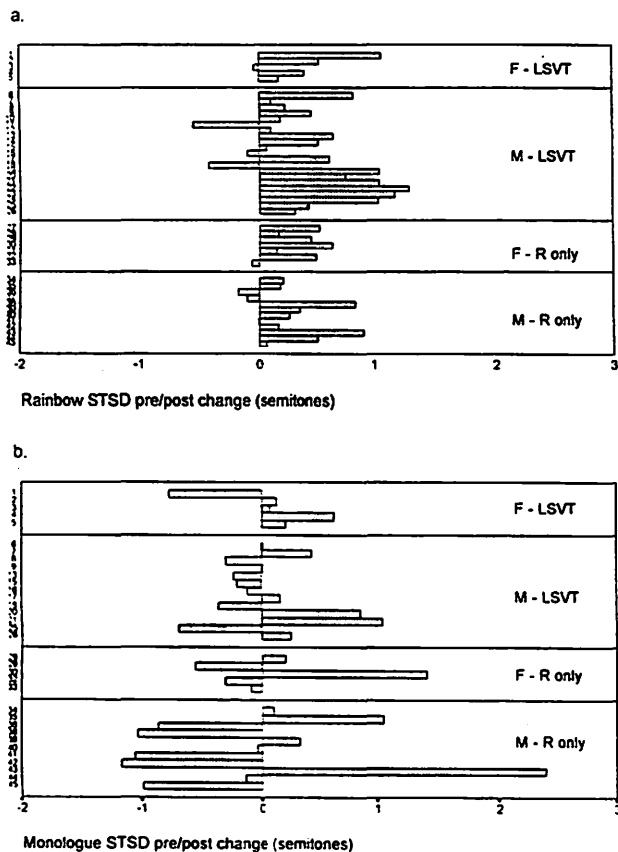 a.
F - LSVT
M - LSVT
F - R only
M - R only
-2 -1 0 1 2 3
Rainbow STSD pre/post change (semitones)
b.
F - LSVT
M - LSVT
F - R only
M - R only
-2 -1 0 1 2 3
Monologue STSD pre/post change (semitones)